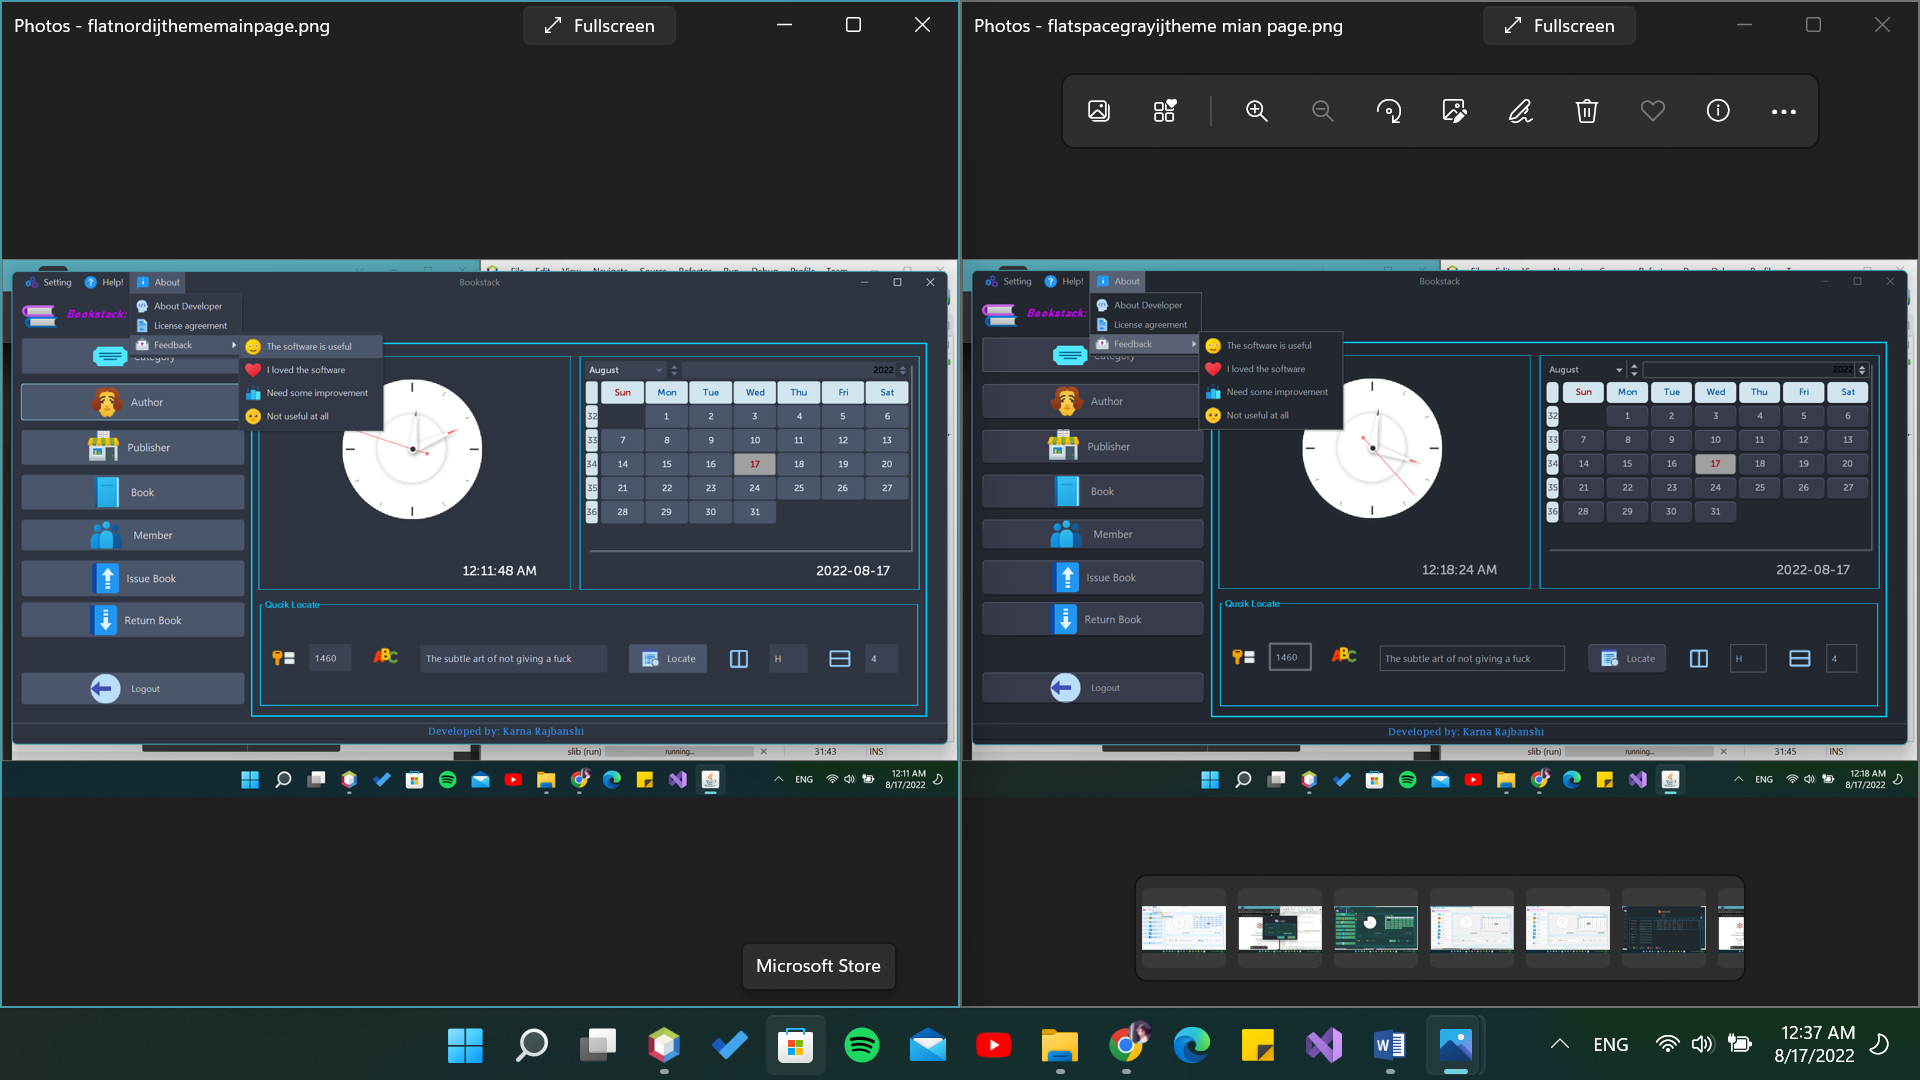 Photos - flatnordijthememainpage.png
Fullscreen
Setting
Help!
About
Bookstack
Bookstack:
About Developer
License agreement
Feedback
The software is useful
I loved the software
Need some improvement
Not useful at all
Category
Author
Publisher
Book
Member
Issue Book
Return Book
Logout
12:11:48 AM
August
2022
Sun Mon Tue Wed Thu Fri Sat
32 1 2 3 4 5 6
33 7 8 9 10 11 12 13
34 14 15 16 17 18 19 20
35 21 22 23 24 25 26 27
36 28 29 30 31
2022-08-17
Qucik Locate
1460
ABC
The subtle art of not giving a fuck
Locate
H
4
Developed by: Karna Rajbanshi
slib (run)
running...
31:43
INS
ENG
12:11 AM
8/17/2022
Microsoft Store
Photos - flatspacegrayijtheme mian page.png
Fullscreen
Setting
Help!
About
Bookstack
Bookstack:
About Developer
License agreement
Feedback
The software is useful
I loved the software
Need some improvement
Not useful at all
Category
Author
Publisher
Book
Member
Issue Book
Return Book
Logout
12:18:24 AM
August
2022
Sun Mon Tue Wed Thu Fri Sat
32 1 2 3 4 5 6
33 7 8 9 10 11 12 13
34 14 15 16 17 18 19 20
35 21 22 23 24 25 26 27
36 28 29 30 31
2022-08-17
Qucik Locate
1460
ABC
The subtle art of not giving a fuck
Locate
H
4
Developed by: Karna Rajbanshi
slib (run)
running...
31:45
INS
ENG
12:18 AM
8/17/2022
ENG
12:37 AM
8/17/2022